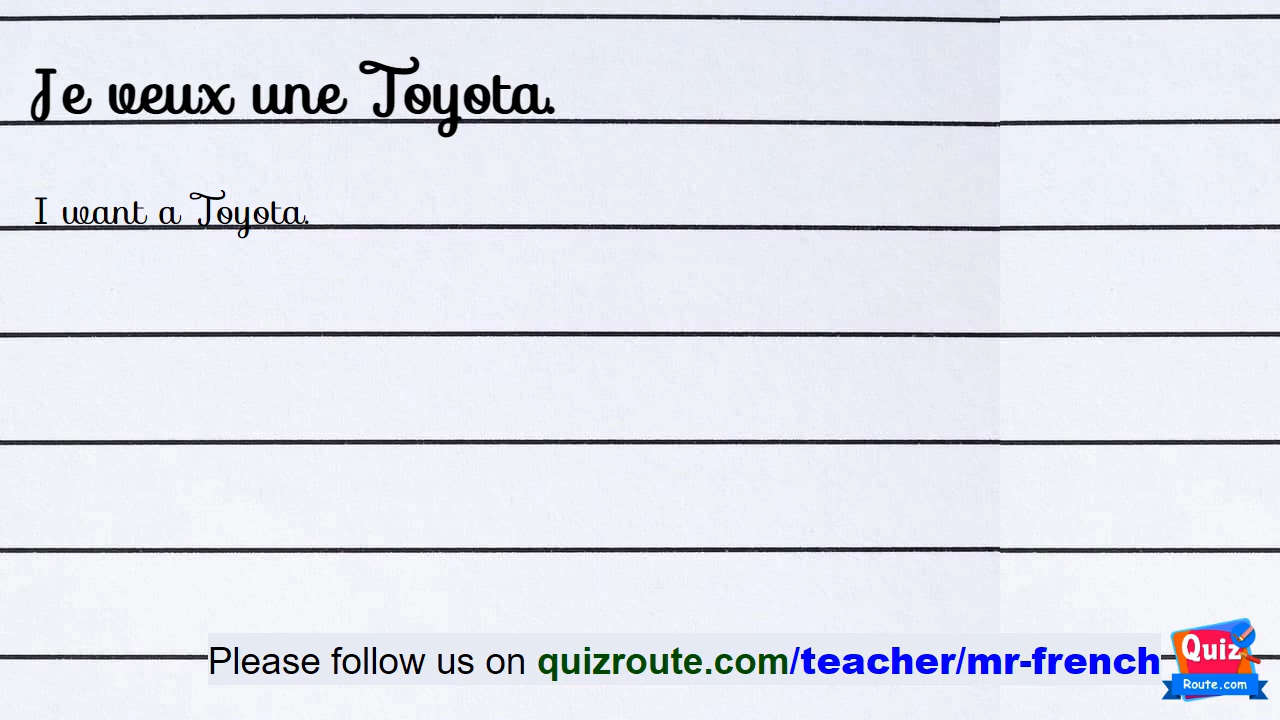 Je veux une Toyota.
I want a Toyota.
Please follow us on quizroute.com/teacher/mr-french
Quiz
Route.com